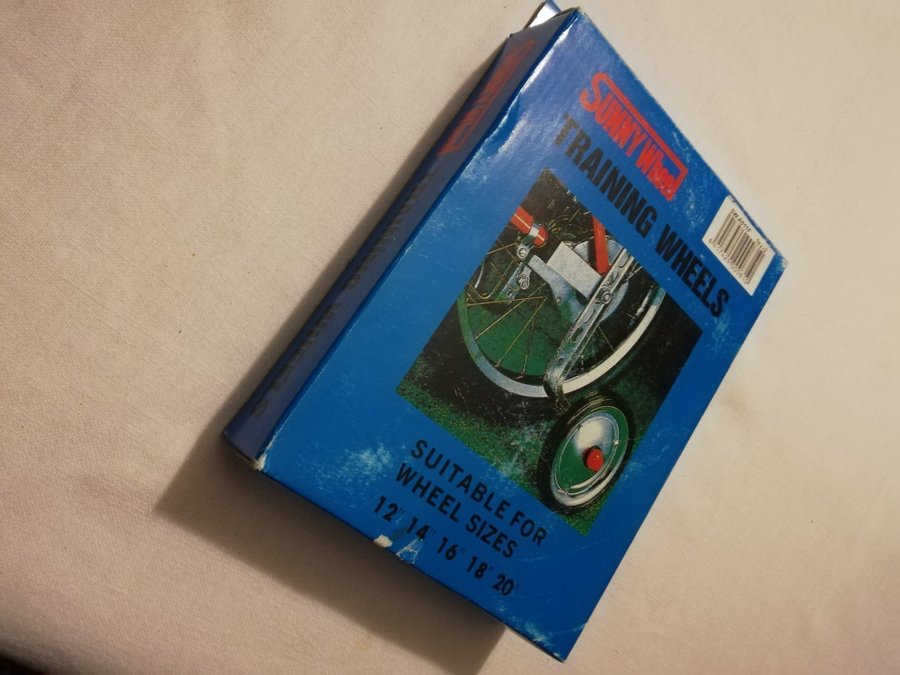 SUNNY Wheel
TRAINING WHEELS
SUITABLE FOR
WHEEL SIZES
12" 14" 16" 18" 20"